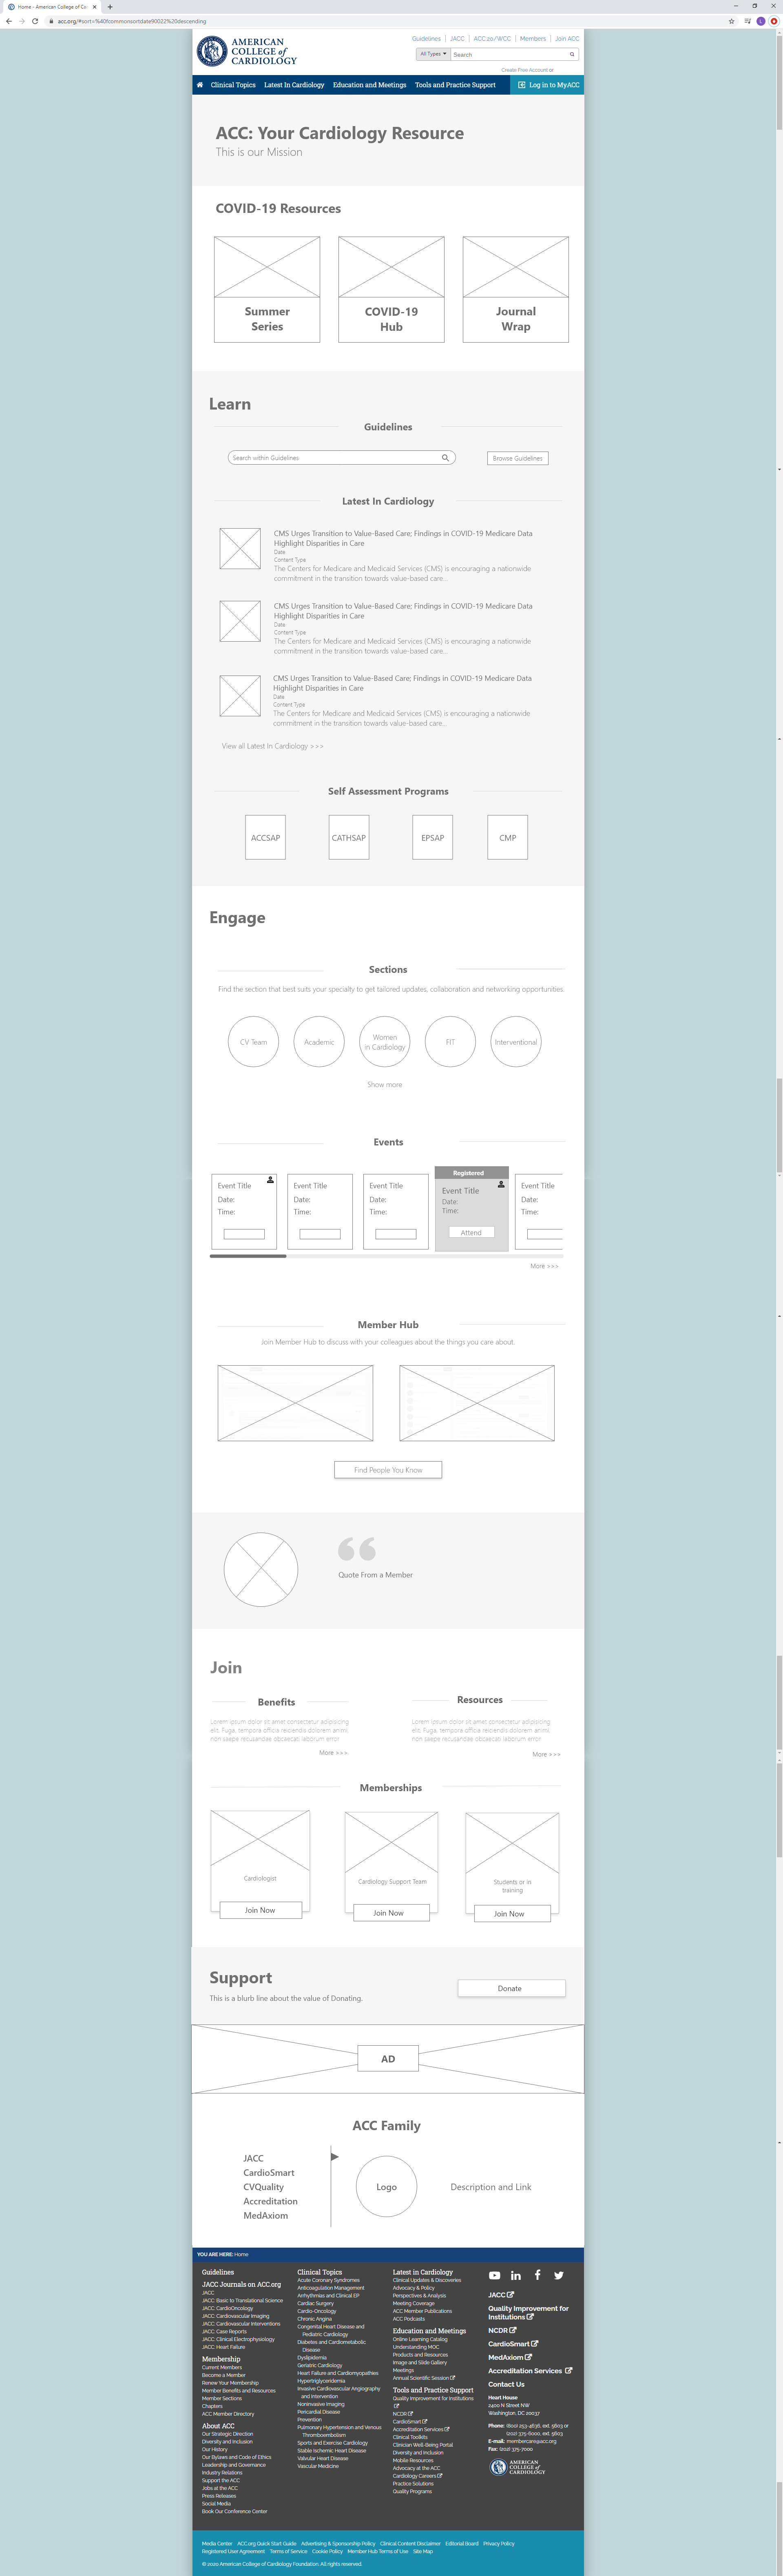 Home - American College of Ca
acc.org/#sort=%40fcommonsortdate90022%20descending
AMERICAN
COLLEGE of
CARDIOLOGY
Guidelines | JACC | ACC.20/WCC | Members | Join ACC
All Types
Search
Create Free Account or
Clinical Topics Latest In Cardiology Education and Meetings Tools and Practice Support Log in to MyACC
ACC: Your Cardiology Resource
This is our Mission
COVID-19 Resources
Summer
Series
COVID-19
Hub
Journal
Wrap
Learn
Guidelines
Search within Guidelines
Browse Guidelines
Latest In Cardiology
CMS Urges Transition to Value-Based Care; Findings in COVID-19 Medicare Data
Highlight Disparities in Care
Date
Content Type
The Centers for Medicare and Medicaid Services (CMS) is encouraging a nationwide
commitment in the transition towards value-based care...
CMS Urges Transition to Value-Based Care; Findings in COVID-19 Medicare Data
Highlight Disparities in Care
Date
Content Type
The Centers for Medicare and Medicaid Services (CMS) is encouraging a nationwide
commitment in the transition towards value-based care...
CMS Urges Transition to Value-Based Care; Findings in COVID-19 Medicare Data
Highlight Disparities in Care
Date
Content Type
The Centers for Medicare and Medicaid Services (CMS) is encouraging a nationwide
commitment in the transition towards value-based care...
View all Latest In Cardiology >>>
Self Assessment Programs
ACCSAP
CATHSAP
EPSAP
CMP
Engage
Sections
Find the section that best suits your specialty to get tailored updates, collaboration and networking opportunities.
CV Team
Academic
Women
in Cardiology
FIT
Interventional
Show more
Events
Event Title
Date:
Time:
Event Title
Date:
Time:
Event Title
Date:
Time:
Registered
Event Title
Date:
Time:
Attend
Event Title
Date:
Time:
More >>>
Member Hub
Join Member Hub to discuss with your colleagues about the things you care about.
Find People You Know
Quote From a Member
Join
Benefits
Lorem ipsum dolor sit amet consectetur adipisicing
elit. Fuga, tempora officia reiciendis dolorem animi,
non saepe recusandae obcaecati laborum error
More >>>
Resources
Lorem ipsum dolor sit amet consectetur adipisicing
elit. Fuga, tempora officia reiciendis dolorem animi,
non saepe recusandae obcaecati laborum error
More >>>
Memberships
Cardiologist
Join Now
Cardiology Support Team
Join Now
Students or in
training
Join Now
Support
This is a blurb line about the value of Donating.
Donate
AD
ACC Family
JACC
CardioSmart
CVQuality
Accreditation
MedAxiom
Logo
Description and Link
YOU ARE HERE: Home
Guidelines
JACC Journals on ACC.org
JACC
JACC: Basic to Translational Science
JACC: CardioOncology
JACC: Cardiovascular Imaging
JACC: Cardiovascular Interventions
JACC: Case Reports
JACC: Clinical Electrophysiology
JACC: Heart Failure
Membership
Current Members
Become a Member
Renew Your Membership
Member Benefits and Resources
Member Sections
Chapters
ACC Member Directory
About ACC
Our Strategic Direction
Diversity and Inclusion
Our History
Our Bylaws and Code of Ethics
Leadership and Governance
Industry Relations
Support the ACC
Jobs at the ACC
Press Releases
Social Media
Book Our Conference Center
Clinical Topics
Acute Coronary Syndromes
Anticoagulation Management
Arrhythmias and Clinical EP
Cardiac Surgery
Cardio-Oncology
Chronic Angina
Congenital Heart Disease and
Pediatric Cardiology
Diabetes and Cardiometabolic
Disease
Dyslipidemia
Geriatric Cardiology
Heart Failure and Cardiomyopathies
Hypertriglyceridemia
Invasive Cardiovascular Angiography
and Intervention
Noninvasive Imaging
Pericardial Disease
Prevention
Pulmonary Hypertension and Venous
Thromboembolism
Sports and Exercise Cardiology
Stable Ischemic Heart Disease
Valvular Heart Disease
Vascular Medicine
Latest in Cardiology
Clinical Updates & Discoveries
Advocacy & Policy
Perspectives & Analysis
Meeting Coverage
ACC Member Publications
ACC Podcasts
Education and Meetings
Online Learning Catalog
Understanding MOC
Products and Resources
Image and Slide Gallery
Meetings
Annual Scientific Session
Tools and Practice Support
Quality Improvement for Institutions
NCDR
CardioSmart
Accreditation Services
Clinical Toolkits
Clinician Well-Being Portal
Diversity and Inclusion
Mobile Resources
Advocacy at the ACC
Cardiology Careers
Practice Solutions
Quality Programs
JACC
Quality Improvement for
Institutions
NCDR
CardioSmart
MedAxiom
Accreditation Services
Contact Us
Heart House
2400 N Street NW
Washington, DC 20037
Phone: (800) 253-4636, ext. 5603 or
(202) 375-6000, ext. 5603
E-mail: membercare@acc.org
Fax: (202) 375-7000
AMERICAN
COLLEGE of
CARDIOLOGY
Media Center ACC.org Quick Start Guide Advertising & Sponsorship Policy Clinical Content Disclaimer Editorial Board Privacy Policy
Registered User Agreement Terms of Service Cookie Policy Member Hub Terms of Use Site Map
© 2020 American College of Cardiology Foundation. All rights reserved.